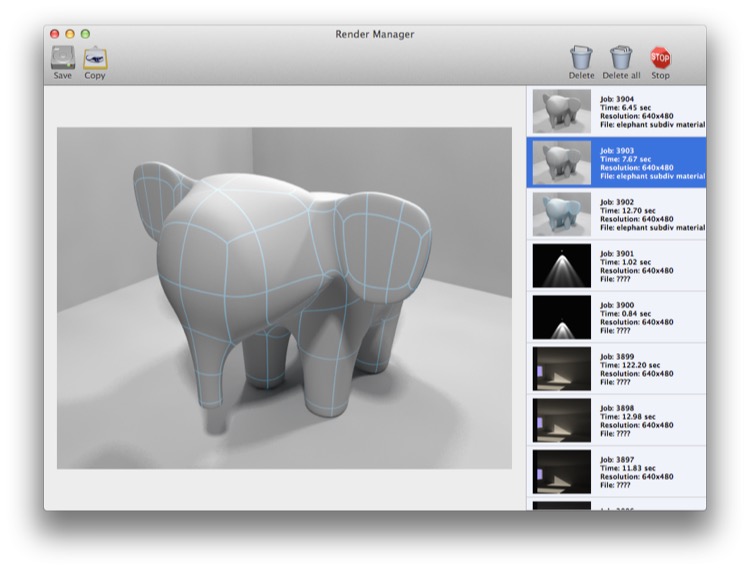 Render Manager
Save
Copy
Delete
Delete all
Stop
STOP
Job: 3904
Time: 6.45 sec
Resolution: 640x480
File: elephant subdiv material
Job: 3903
Time: 7.67 sec
Resolution: 640x480
File: elephant subdiv material
Job: 3902
Time: 12.70 sec
Resolution: 640x480
File: elephant subdiv material
Job: 3901
Time: 1.02 sec
Resolution: 640x480
File: ????
Job: 3900
Time: 0.84 sec
Resolution: 640x480
File: ????
Job: 3899
Time: 122.20 sec
Resolution: 640x480
File: ????
Job: 3898
Time: 12.98 sec
Resolution: 640x480
File: ????
Job: 3897
Time: 11.83 sec
Resolution: 640x480
File: ????